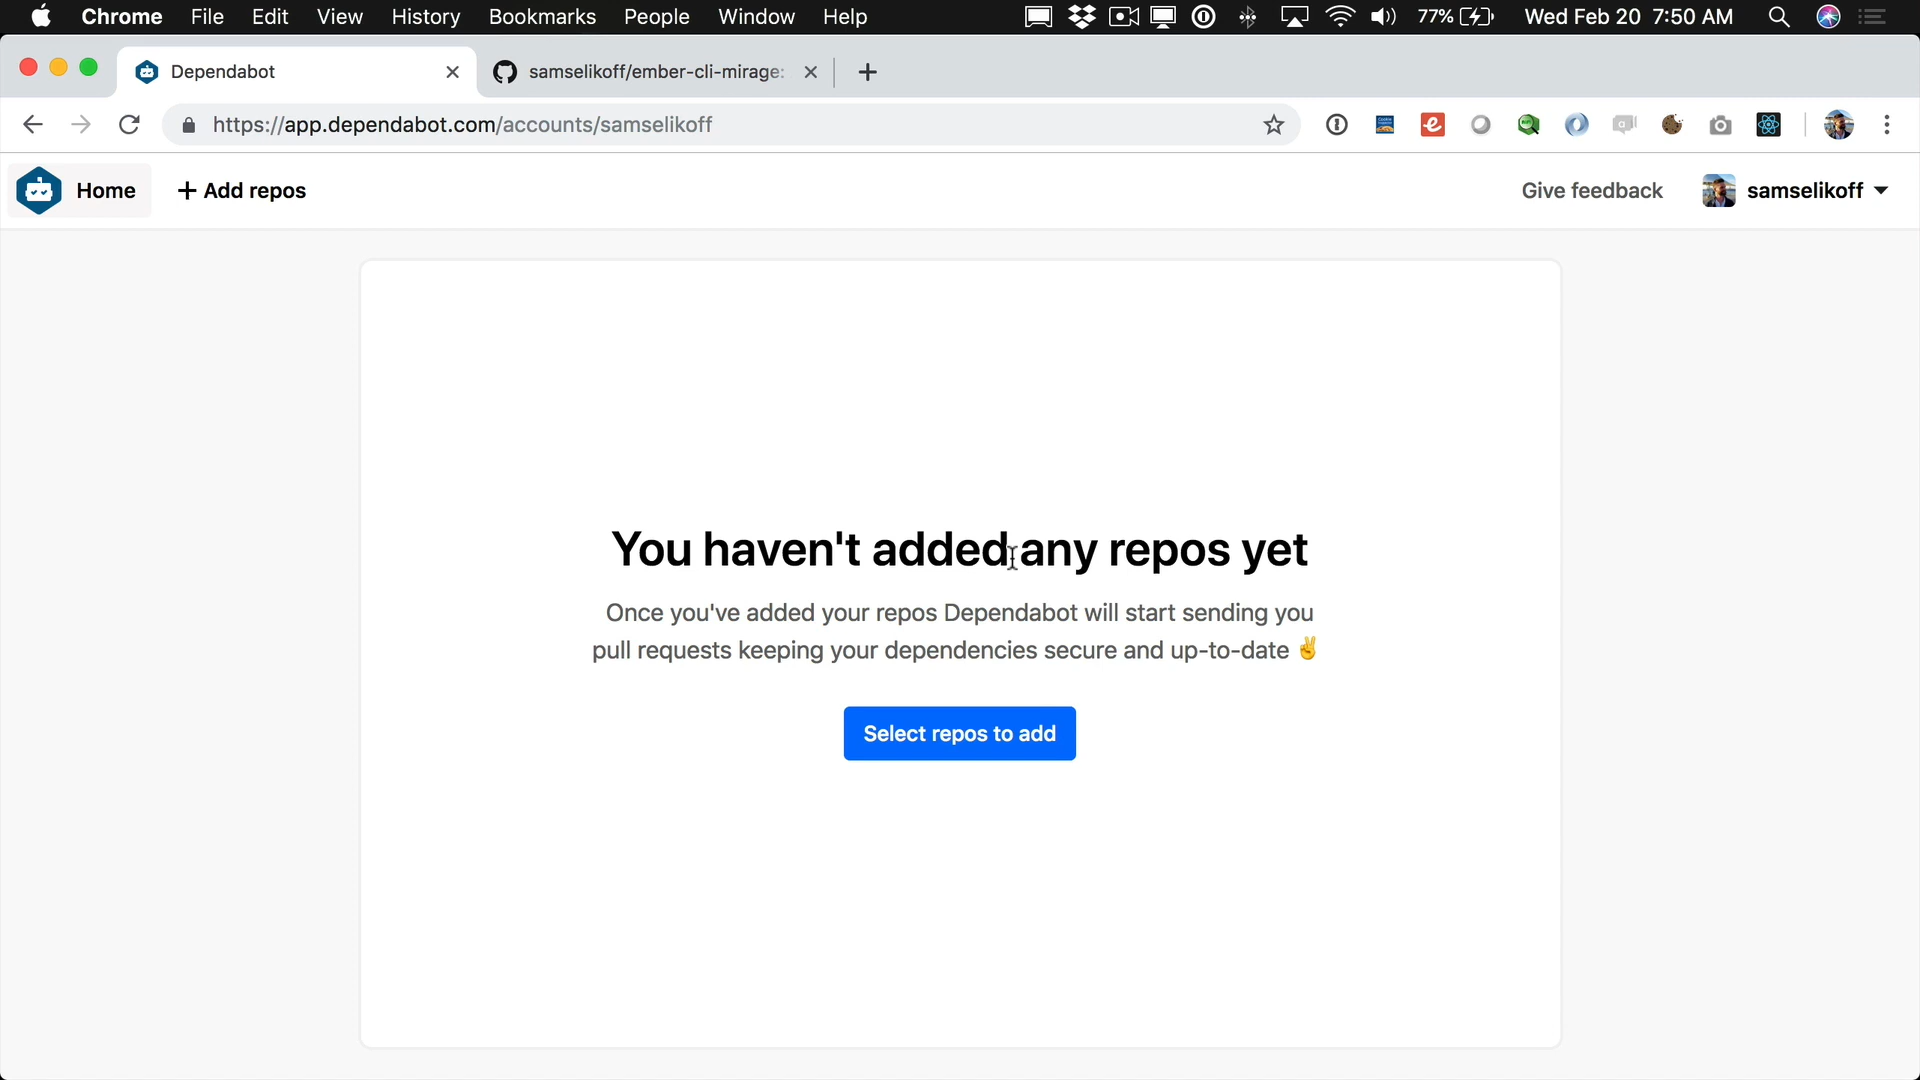 Chrome File Edit View History Bookmarks People Window Help 77% Wed Feb 20 7:50 AM
Dependabot samselikoff/ember-cli-mirage:
https://app.dependabot.com/accounts/samselikoff
Home + Add repos Give feedback samselikoff
You haven't added any repos yet
Once you've added your repos Dependabot will start sending you
pull requests keeping your dependencies secure and up-to-date ✌️
Select repos to add